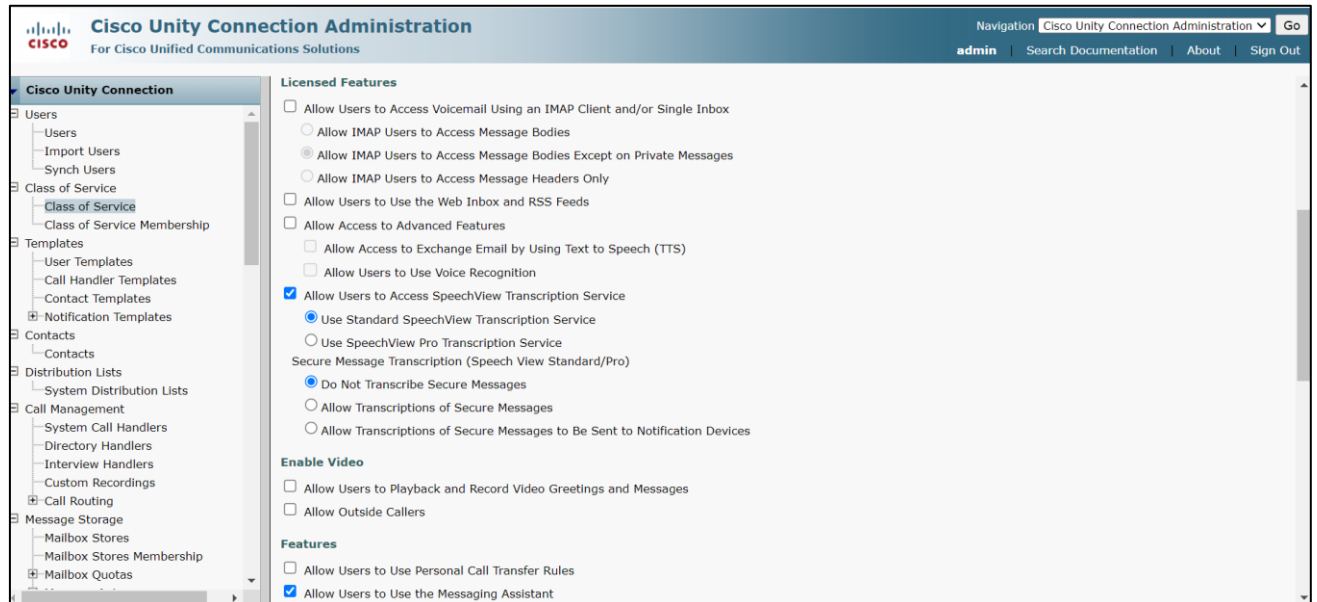 Cisco Unity Connection Administration
For Cisco Unified Communications Solutions
CISCO
Navigation Cisco Unity Connection Administration Go
admin Search Documentation About Sign Out
Cisco Unity Connection
Users
Users
Import Users
Synch Users
Class of Service
Class of Service
Class of Service Membership
Templates
User Templates
Call Handler Templates
Contact Templates
Notification Templates
Contacts
Contacts
Distribution Lists
System Distribution Lists
Call Management
System Call Handlers
Directory Handlers
Interview Handlers
Custom Recordings
Call Routing
Message Storage
Mailbox Stores
Mailbox Stores Membership
Mailbox Quotas
Licensed Features
Allow Users to Access Voicemail Using an IMAP Client and/or Single Inbox
Allow IMAP Users to Access Message Bodies
Allow IMAP Users to Access Message Bodies Except on Private Messages
Allow IMAP Users to Access Message Headers Only
Allow Users to Use the Web Inbox and RSS Feeds
Allow Access to Advanced Features
Allow Access to Exchange Email by Using Text to Speech (TTS)
Allow Users to Use Voice Recognition
Allow Users to Access SpeechView Transcription Service
Use Standard SpeechView Transcription Service
Use SpeechView Pro Transcription Service
Secure Message Transcription (Speech View Standard/Pro)
Do Not Transcribe Secure Messages
Allow Transcriptions of Secure Messages
Allow Transcriptions of Secure Messages to Be Sent to Notification Devices
Enable Video
Allow Users to Playback and Record Video Greetings and Messages
Allow Outside Callers
Features
Allow Users to Use Personal Call Transfer Rules
Allow Users to Use the Messaging Assistant